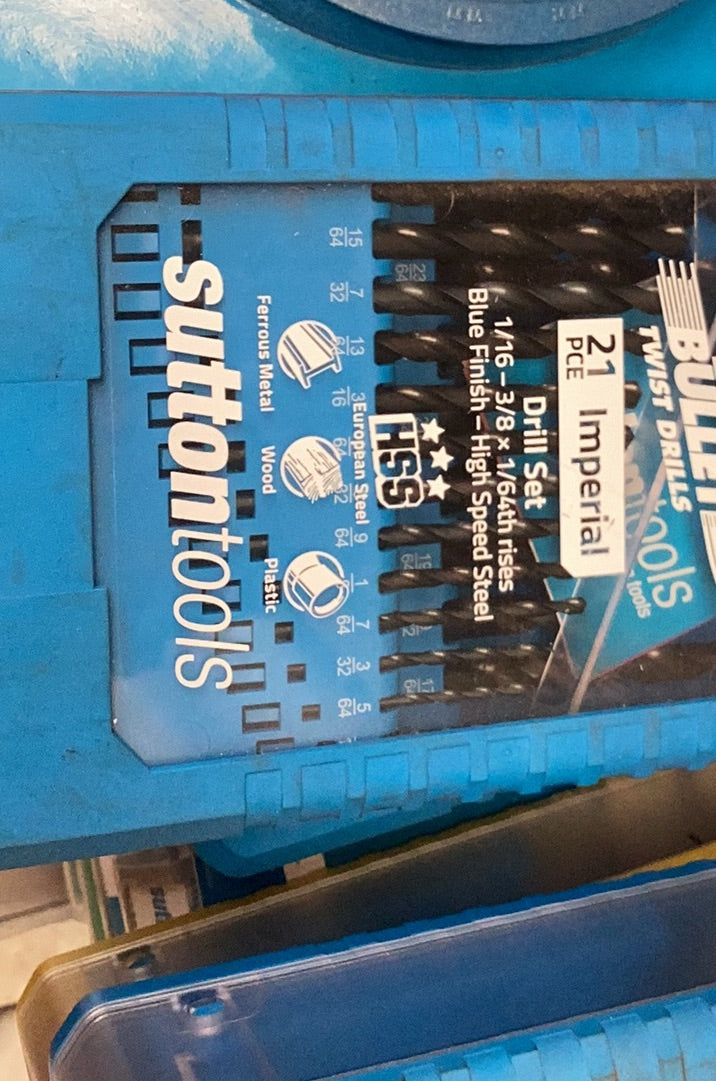 BULLET
TWIST DRILLS
tools
tools
21 Imperial
PCE
Drill Set
1/16 – 3/8 × 1/64th rises
Blue Finish – High Speed Steel
HSS
European Steel
15/64
7/32
13/64
3/16
9/64
7/64
3/32
5/64
Ferrous Metal
Wood
Plastic
suttontools